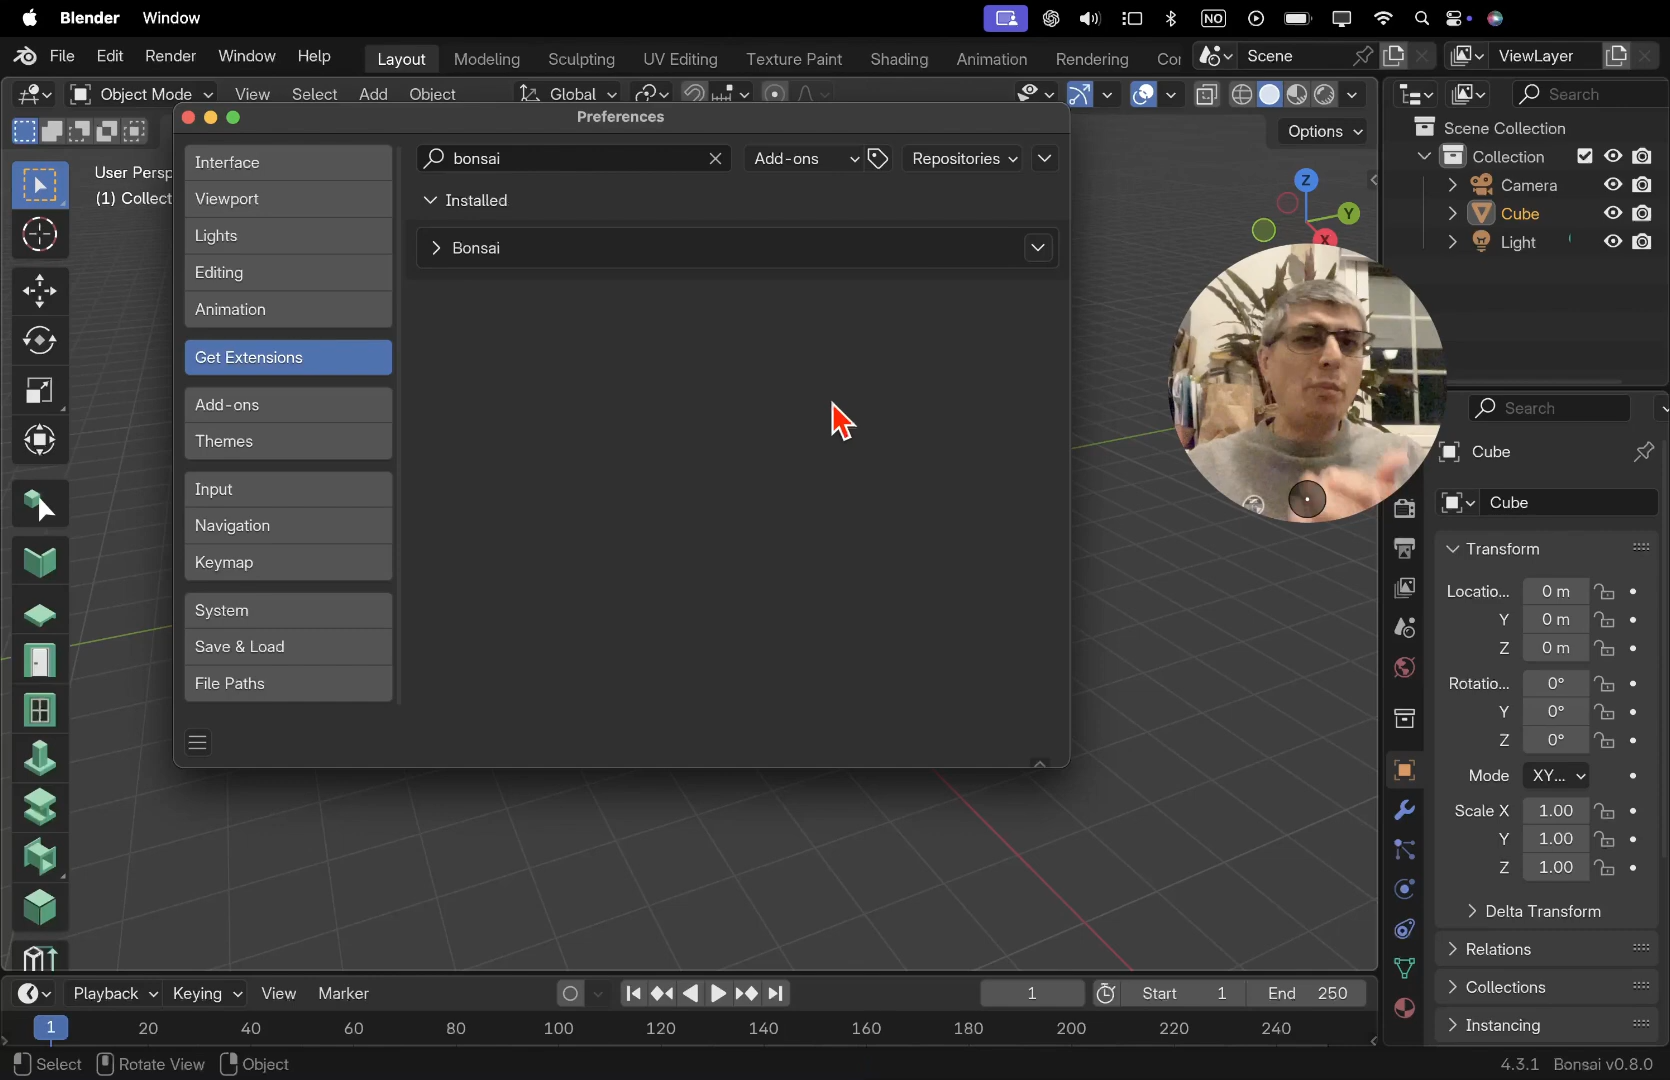 Blender Window NO
File Edit Render Window Help Layout Modeling Sculpting UV Editing Texture Paint Shading Animation Rendering Scene ViewLayer
Object Mode View Select Add Object Global Search
Options
User Persp
(1) Collect
Preferences
Interface
Viewport
Lights
Editing
Animation
Get Extensions
Add-ons
Themes
Input
Navigation
Keymap
System
Save & Load
File Paths
bonsai Add-ons Repositories
Installed
Bonsai
Z
Y
X
Scene Collection
Collection
Camera
Cube
Light
Search
Cube
Cube
Transform
Locatio... 0 m
Y 0 m
Z 0 m
Rotatio... 0°
Y 0°
Z 0°
Mode XY...
Scale X 1.00
Y 1.00
Z 1.00
Delta Transform
Relations
Collections
Instancing
Playback Keying View Marker 1 Start 1 End 250
1 20 40 60 80 100 120 140 160 180 200 220 240
Select Rotate View Object 4.3.1 Bonsai v0.8.0